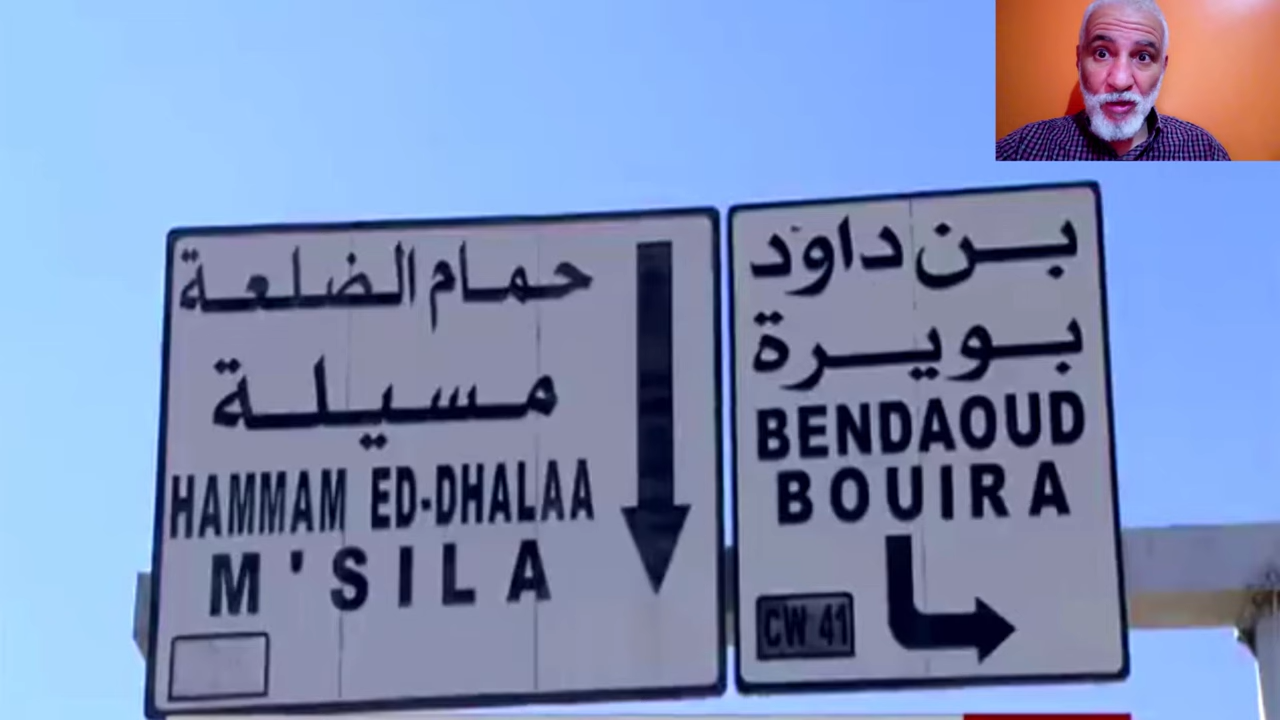 حمام الضلعة
مسيلة
HAMMAM ED-DHALAA
M'SILA
بن داود
بويرة
BENDAOUD
BOUIRA
CW 41